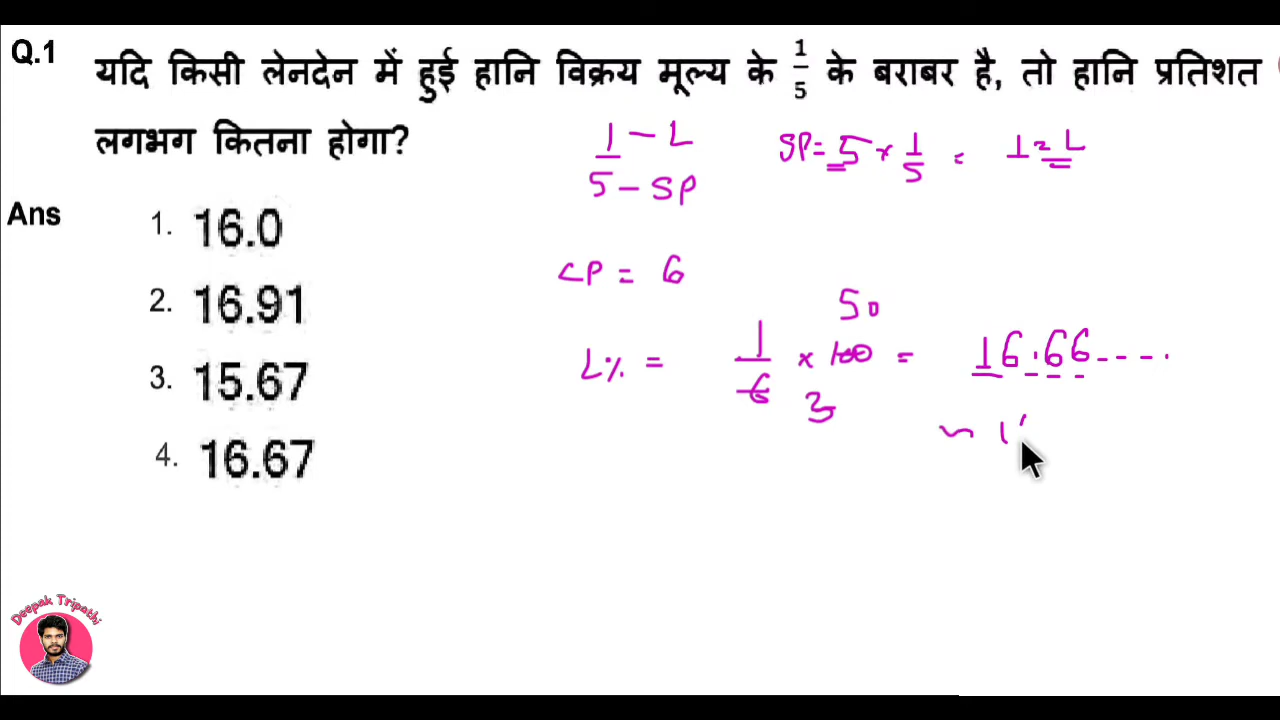 Q.1
यदि किसी लेनदेन में हुई हानि विक्रय मूल्य के 1/5 के बराबर है, तो हानि प्रतिशत
लगभग कितना होगा?
1 – L
5 – SP
SP = 5 × 1/5 = 1 = L
Ans
1. 16.0
2. 16.91
3. 15.67
4. 16.67
CP = 6
50
L% = 1/6 × 100 = 16.66----.
3
Deepak Tripathi